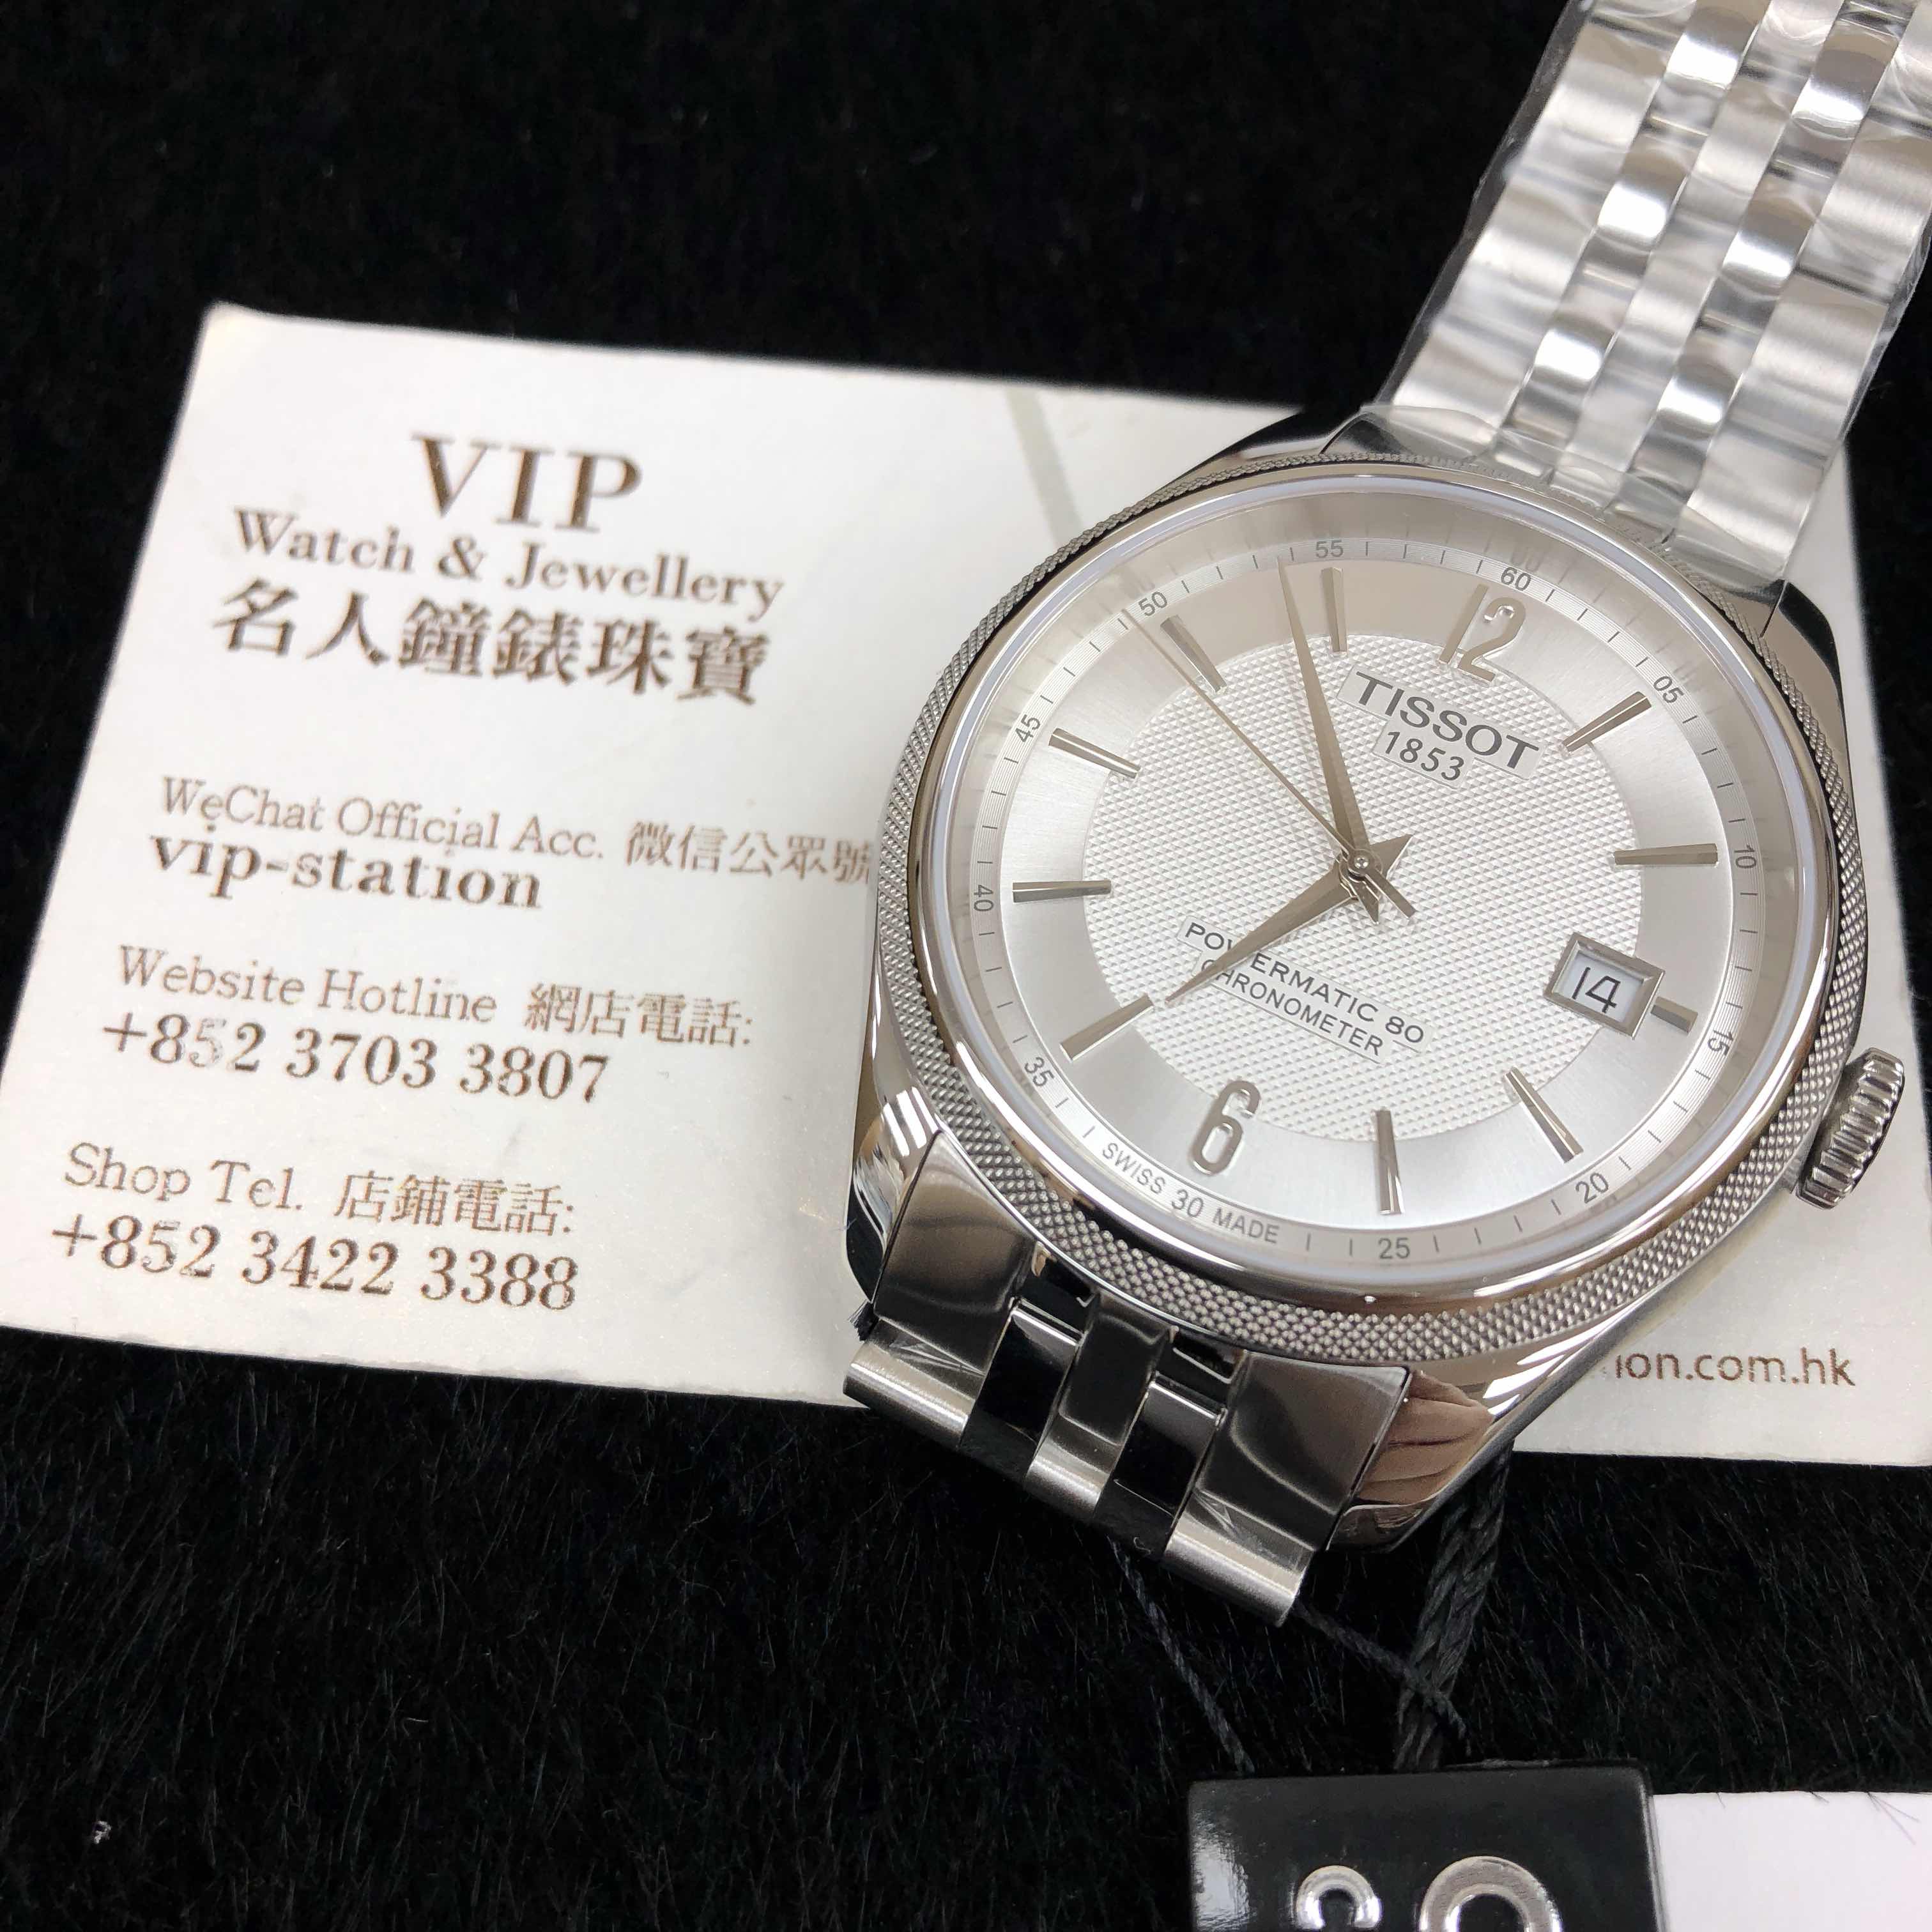 VIP
Watch & Jewellery
名人鐘錶珠寶
WeChat Official Acc. 微信公眾號
vip-station
Website Hotline 網店電話:
+852 3703 3807
Shop Tel. 店鋪電話:
+852 3422 3388
ion.com.hk
60
05
10
15
20
25
SWISS 30 MADE
35
40
45
50
55
12
TISSOT
1853
14
POWERMATIC 80
CHRONOMETER
6